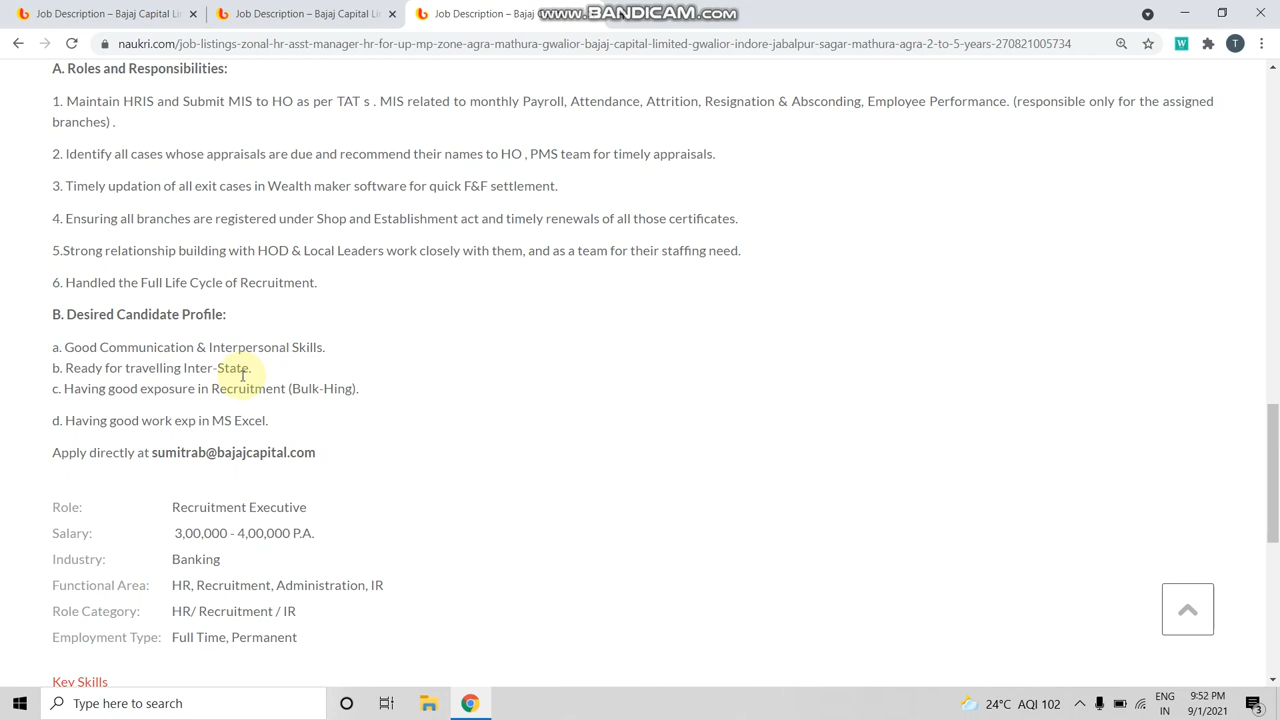 Job Description – Bajaj Capital Li
Job Description – Bajaj Capital Li
Job Description – Bajaj
www.BANDICAM.com
naukri.com/job-listings-zonal-hr-asst-manager-hr-for-up-mp-zone-agra-mathura-gwalior-bajaj-capital-limited-gwalior-indore-jabalpur-sagar-mathura-agra-2-to-5-years-270821005734
W
T
A. Roles and Responsibilities:
1. Maintain HRIS and Submit MIS to HO as per TAT s . MIS related to monthly Payroll, Attendance, Attrition, Resignation & Absconding, Employee Performance. (responsible only for the assigned
branches) .
2. Identify all cases whose appraisals are due and recommend their names to HO , PMS team for timely appraisals.
3. Timely updation of all exit cases in Wealth maker software for quick F&F settlement.
4. Ensuring all branches are registered under Shop and Establishment act and timely renewals of all those certificates.
5.Strong relationship building with HOD & Local Leaders work closely with them, and as a team for their staffing need.
6. Handled the Full Life Cycle of Recruitment.
B. Desired Candidate Profile:
a. Good Communication & Interpersonal Skills.
b. Ready for travelling Inter-State.
c. Having good exposure in Recruitment (Bulk-Hing).
d. Having good work exp in MS Excel.
Apply directly at sumitrab@bajajcapital.com
Role: Recruitment Executive
Salary: 3,00,000 - 4,00,000 P.A.
Industry: Banking
Functional Area: HR, Recruitment, Administration, IR
Role Category: HR/ Recruitment / IR
Employment Type: Full Time, Permanent
Key Skills
Type here to search
24°C AQI 102
ENG
IN
9:52 PM
9/1/2021
3